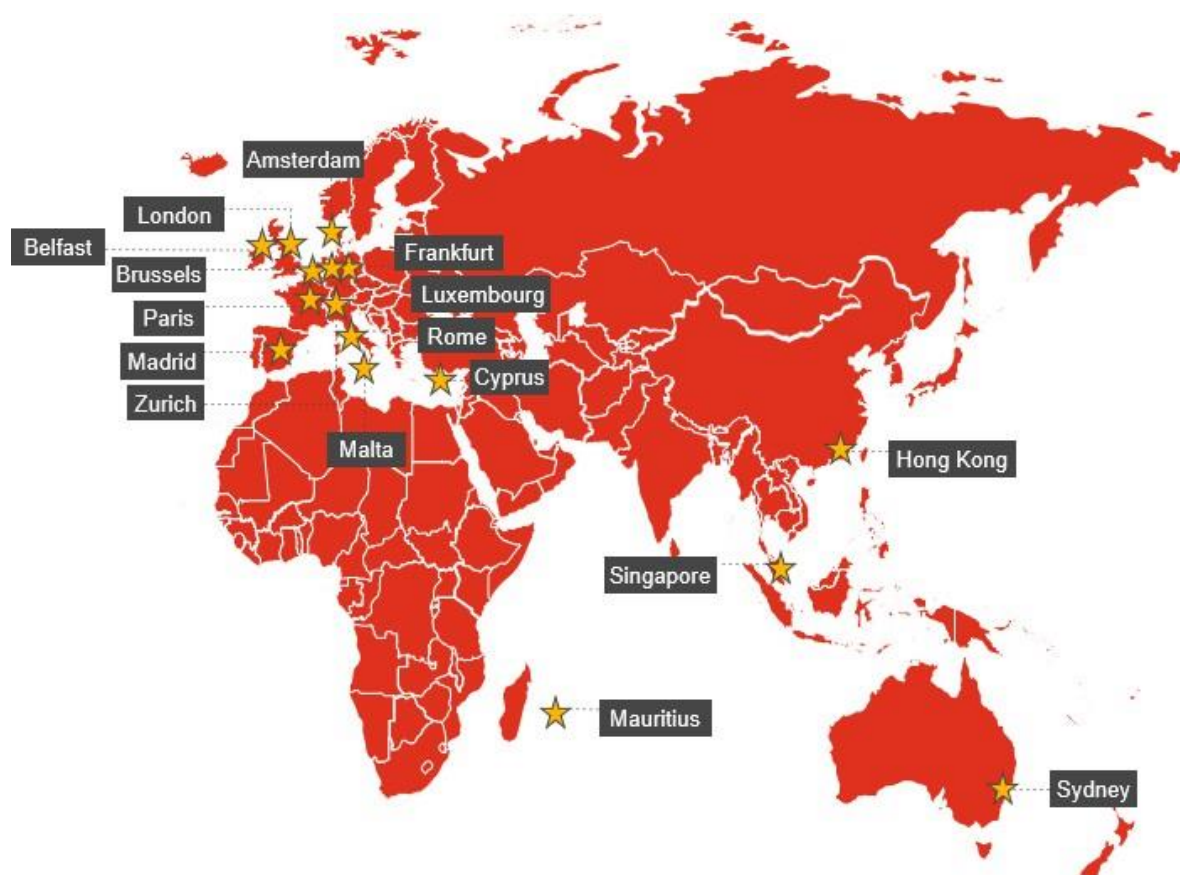 Amsterdam
London
Belfast
Frankfurt
Brussels
Luxembourg
Paris
Rome
Madrid
Cyprus
Zurich
Malta
Hong Kong
Singapore
Mauritius
Sydney